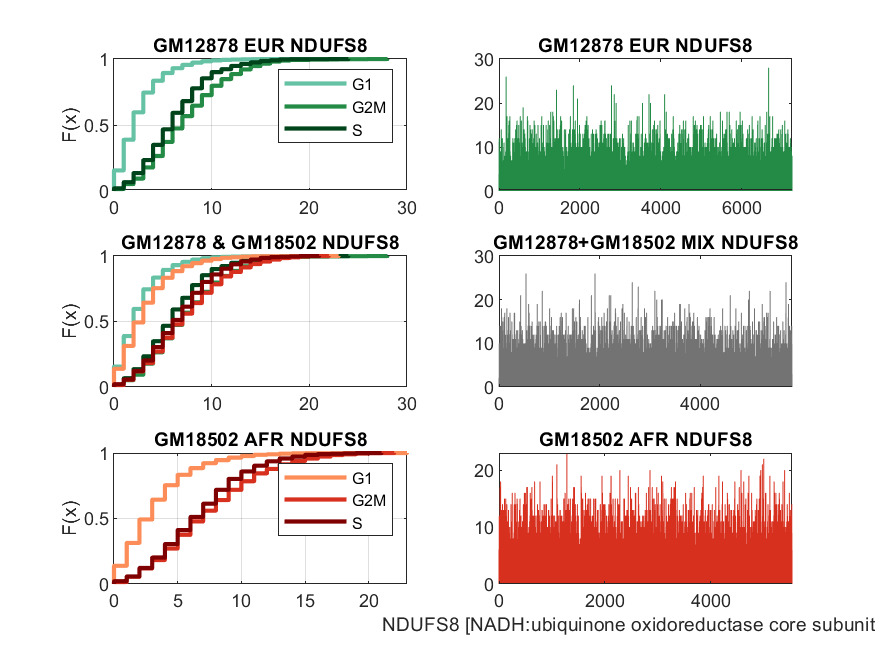 GM12878 EUR NDUFS8
1
0.5
0
F(x)
0 10 20 30
G1
G2M
S
GM12878 EUR NDUFS8
30
20
10
0
0 2000 4000 6000
GM12878 & GM18502 NDUFS8
1
0.5
0
F(x)
0 10 20 30
GM12878+GM18502 MIX NDUFS8
30
20
10
0
0 2000 4000
GM18502 AFR NDUFS8
1
0.5
0
F(x)
0 5 10 15 20
G1
G2M
S
GM18502 AFR NDUFS8
20
10
0
0 2000 4000
NDUFS8 [NADH:ubiquinone oxidoreductase core subunit